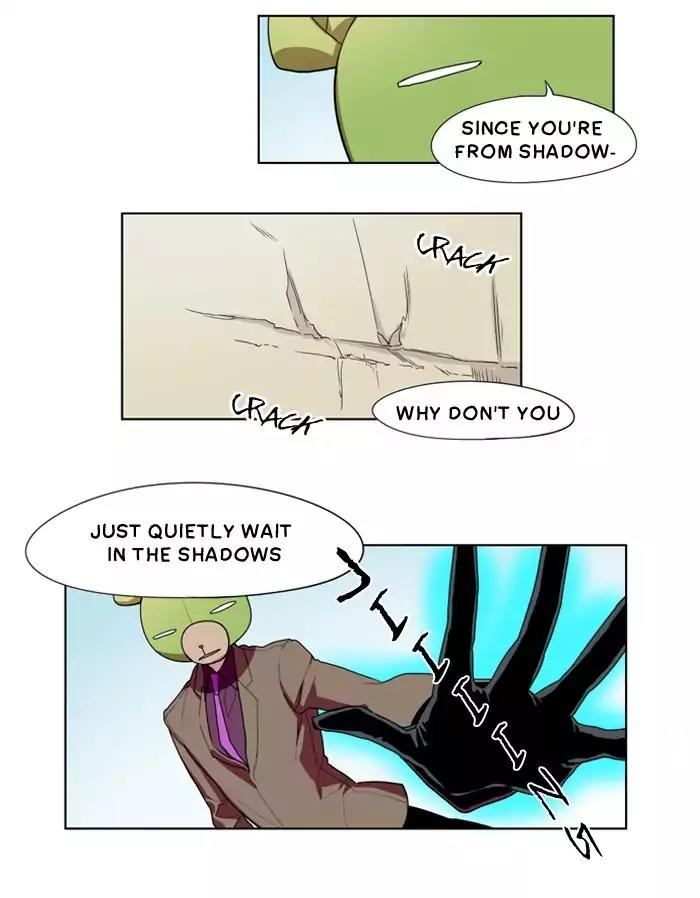 SINCE YOU'RE
FROM SHADOW-
CRACK
CRACK
WHY DON'T YOU
JUST QUIETLY WAIT
IN THE SHADOWS